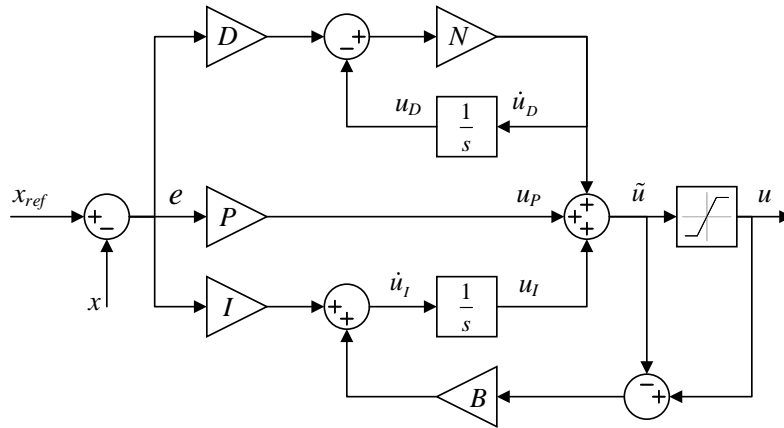 D
− +
N
u_D
1/s
u̇_D
x_ref
+ −
e
P
u_P
+ + +
ũ
u
x
I
+ +
u̇_I
1/s
u_I
B
− +